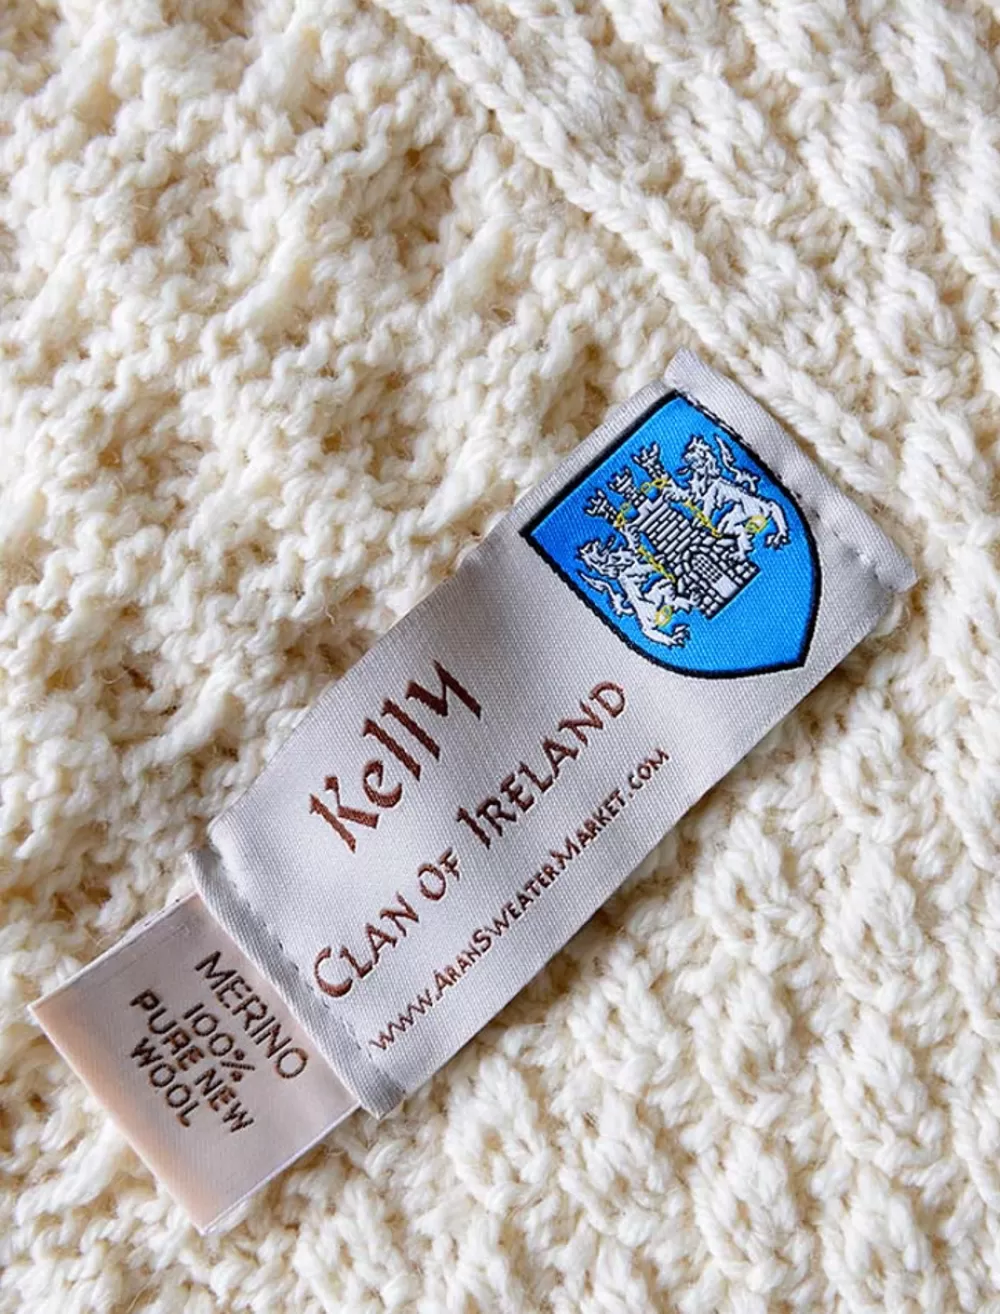 Kelly
CLAN OF IRELAND
WWW.ARANSWEATERMARKET.COM
MERINO
100%
PURE NEW
WOOL